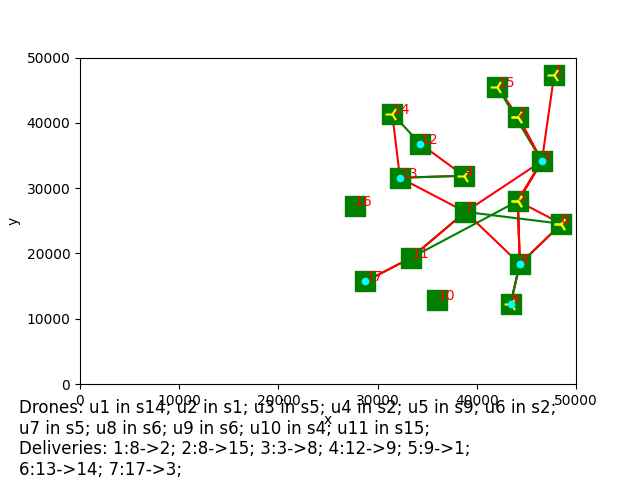 50000
40000
30000
20000
10000
0
y
15
14
12
13
16
11
17
10
0 10000 20000 30000 40000 50000
x
Drones: u1 in s14; u2 in s1; u3 in s5; u4 in s2; u5 in s9; u6 in s2;
u7 in s5; u8 in s6; u9 in s6; u10 in s4; u11 in s15;
Deliveries: 1:8->2; 2:8->15; 3:3->8; 4:12->9; 5:9->1;
6:13->14; 7:17->3;